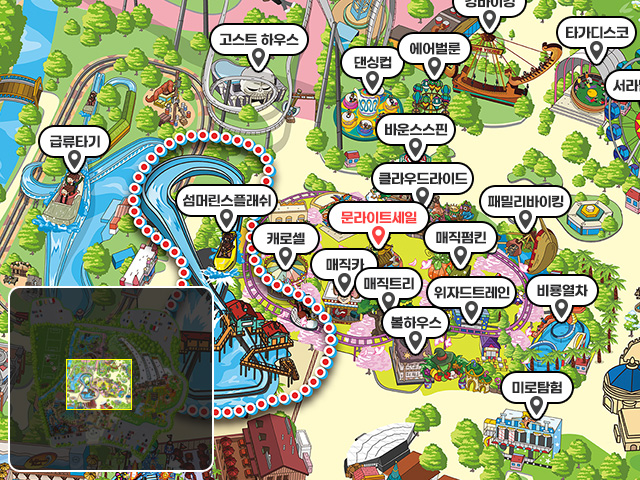 고스트 하우스
댄싱컵
에어벌룬
타가디스코
급류타기
바운스스핀
클라우드라이드
섬머린스플래쉬
문라이트세일
패밀리바이킹
캐로셀
매직펌킨
매직카
매직트리
위자드트레인
비룡열차
볼하우스
미로탐험